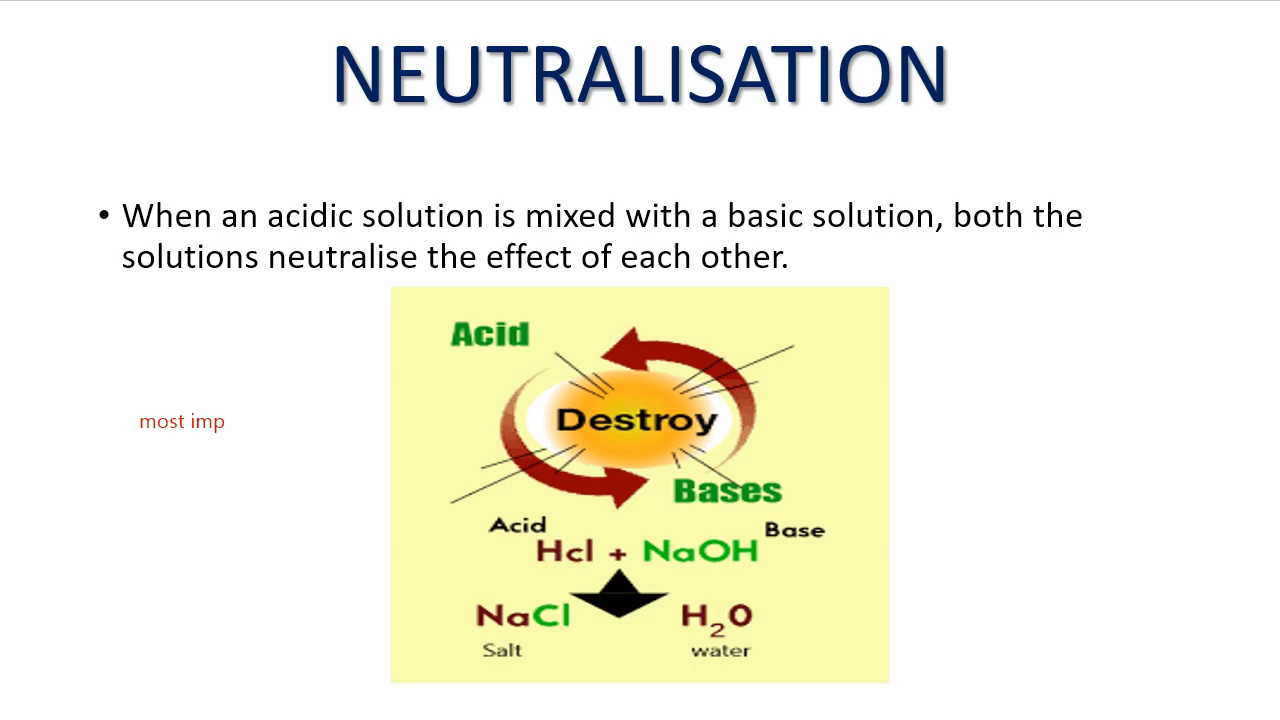 NEUTRALISATION
• When an acidic solution is mixed with a basic solution, both the
solutions neutralise the effect of each other.
Acid
Destroy
most imp
Bases
Acid
Base
Hcl + NaOH
NaCl
H₂O
Salt
water